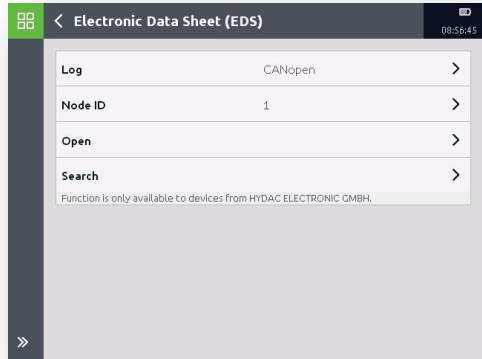 Electronic Data Sheet (EDS)
08:56:45
Log CANopen
Node ID 1
Open
Search
Function is only available to devices from HYDAC ELECTRONIC GMBH.